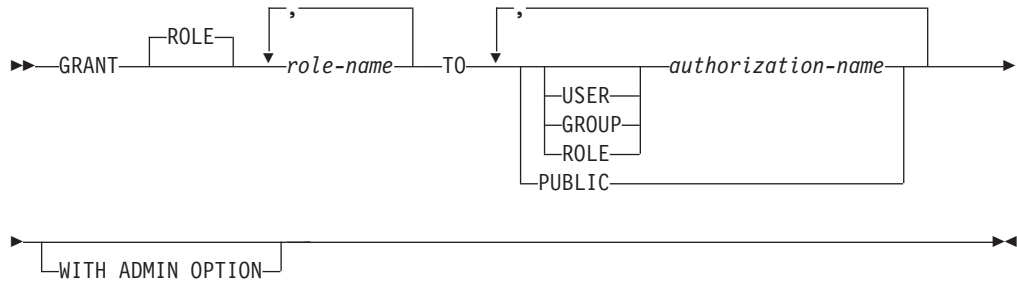 , ,
ROLE
GRANT role-name TO authorization-name
USER
GROUP
ROLE
PUBLIC
WITH ADMIN OPTION